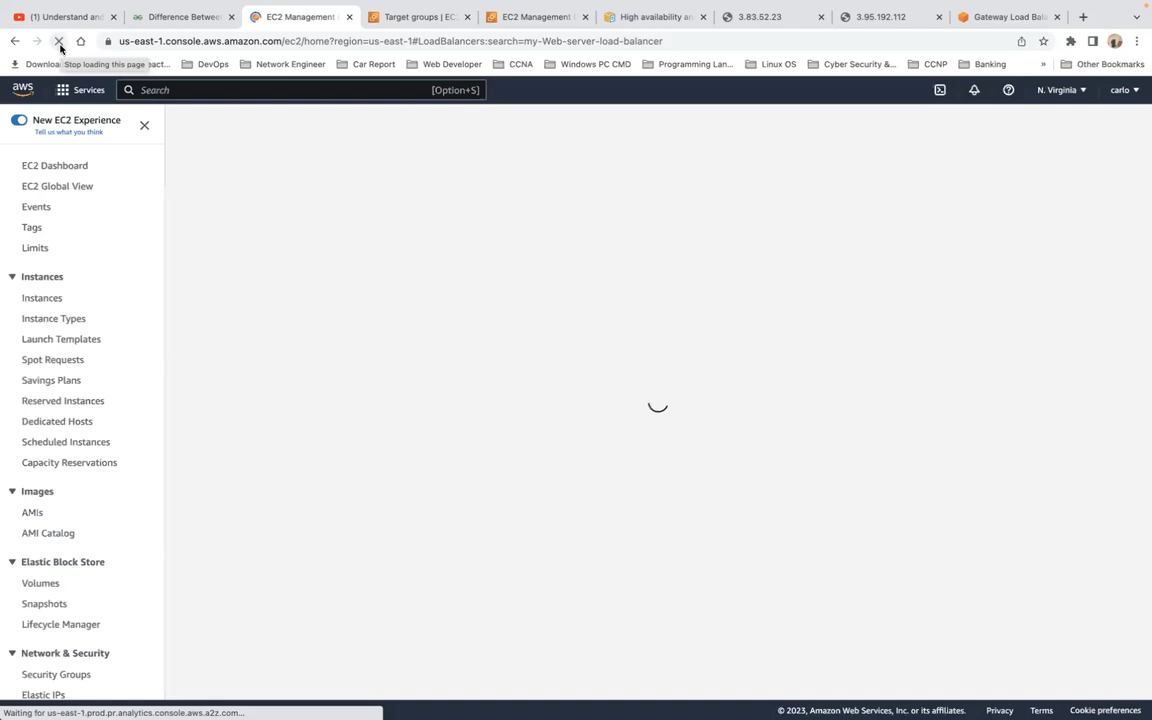 (1) Understand and
Difference Betwee
EC2 Management
Target groups | EC2
EC2 Management
High availability an
3.83.52.23
3.95.192.112
Gateway Load Bala
us-east-1.console.aws.amazon.com/ec2/home?region=us-east-1#LoadBalancers:search=my-Web-server-load-balancer
Downloa
Stop loading this page
eact...
Network Engineer
Car Report
Web Developer
CCNA
Windows PC CMD
Programming Lan...
Linux OS
Cyber Security &...
CCNP
Banking
»
Other Bookmarks
DevOps
aws
Services
Search
[Option+S]
N. Virginia
carlo
New EC2 Experience
Tell us what you think
EC2 Dashboard
EC2 Global View
Events
Tags
Limits
Instances
Instances
Instance Types
Launch Templates
Spot Requests
Savings Plans
Reserved Instances
Dedicated Hosts
Scheduled Instances
Capacity Reservations
Images
AMIs
AMI Catalog
Elastic Block Store
Volumes
Snapshots
Lifecycle Manager
Network & Security
Security Groups
Elastic IPs
Waiting for us-east-1.prod.pr.analytics.console.aws.a2z.com...
© 2023, Amazon Web Services, Inc. or its affiliates.
Privacy
Terms
Cookie preferences